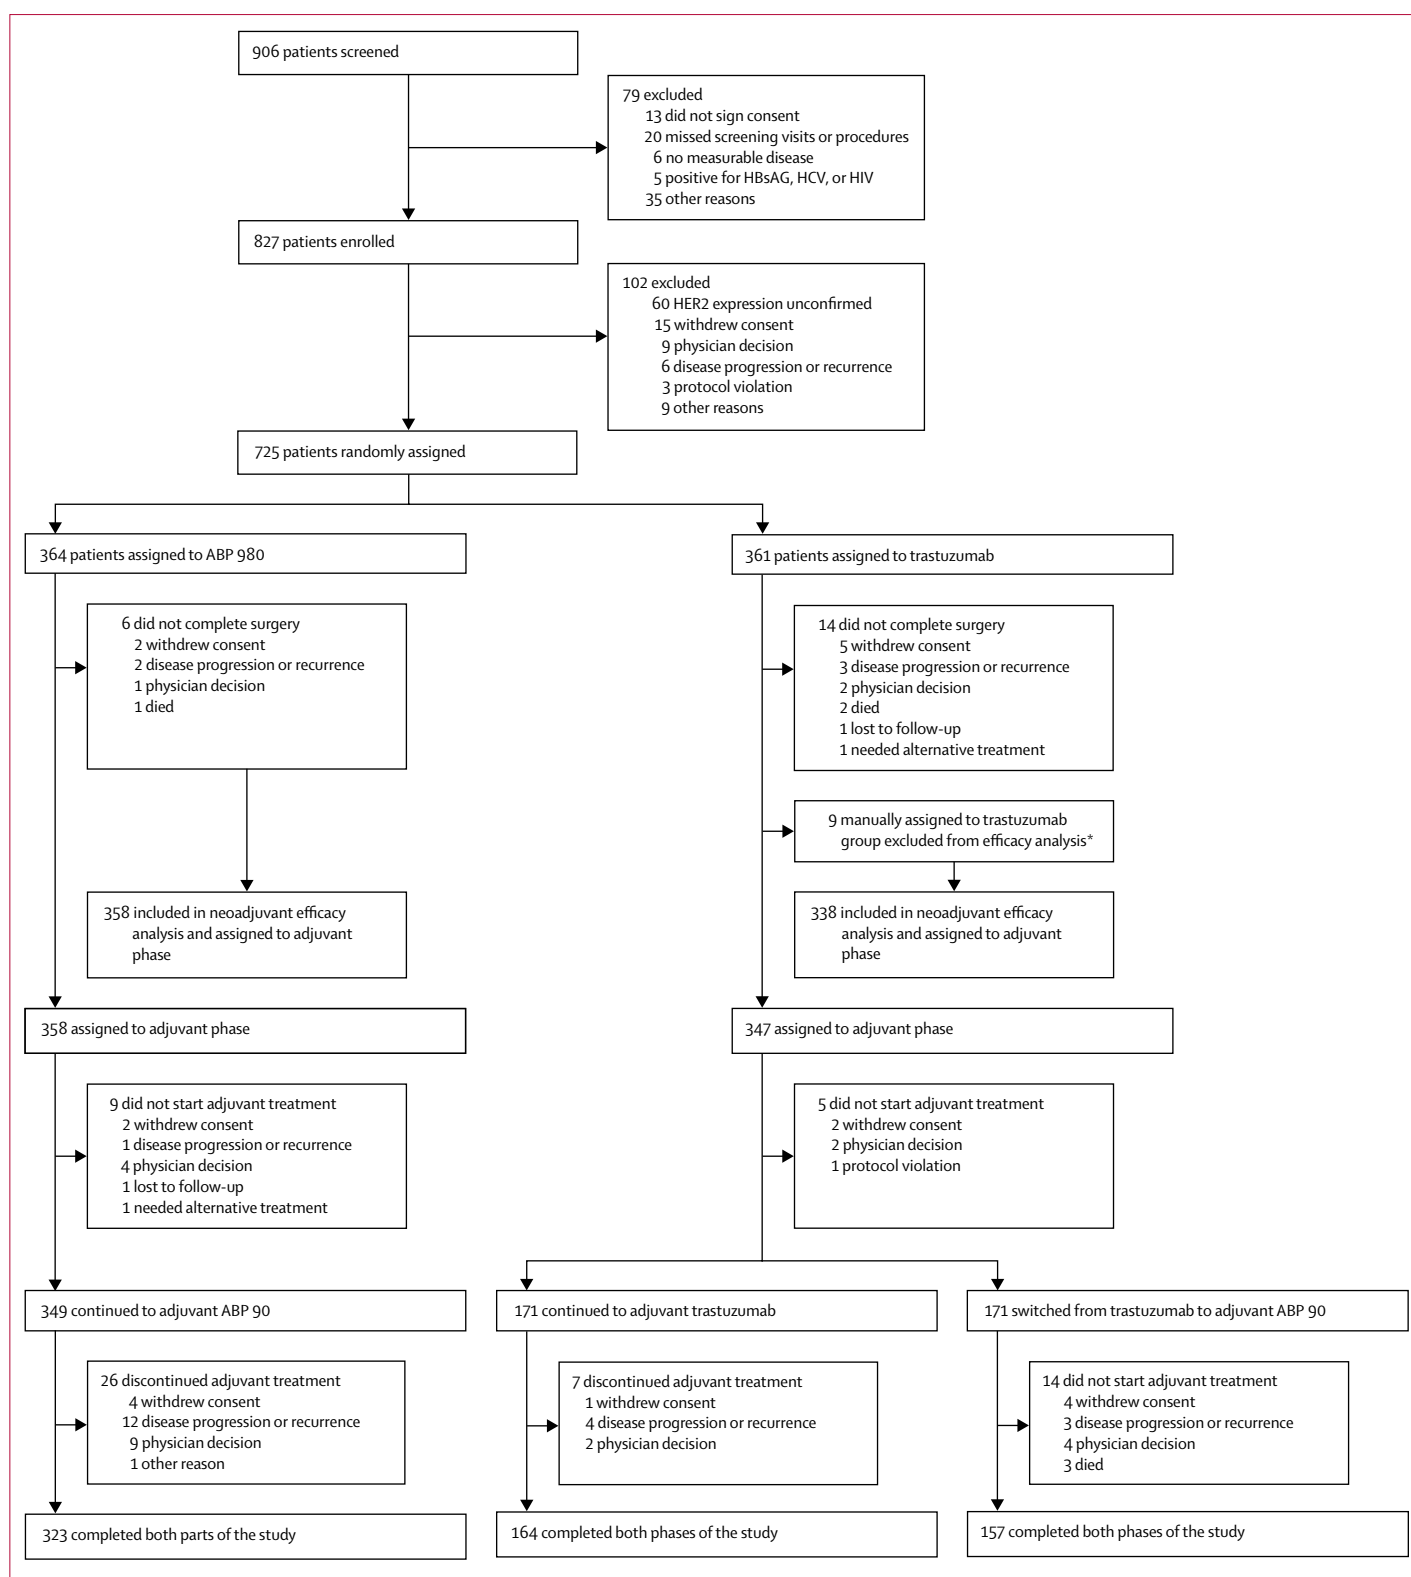 906 patients screened
79 excluded
13 did not sign consent
20 missed screening visits or procedures
6 no measurable disease
5 positive for HBsAG, HCV, or HIV
35 other reasons
827 patients enrolled
102 excluded
60 HER2 expression unconfirmed
15 withdrew consent
9 physician decision
6 disease progression or recurrence
3 protocol violation
9 other reasons
725 patients randomly assigned
364 patients assigned to ABP 980
6 did not complete surgery
2 withdrew consent
2 disease progression or recurrence
1 physician decision
1 died
358 included in neoadjuvant efficacy
analysis and assigned to adjuvant
phase
358 assigned to adjuvant phase
9 did not start adjuvant treatment
2 withdrew consent
1 disease progression or recurrence
4 physician decision
1 lost to follow-up
1 needed alternative treatment
349 continued to adjuvant ABP 90
26 discontinued adjuvant treatment
4 withdrew consent
12 disease progression or recurrence
9 physician decision
1 other reason
323 completed both parts of the study
361 patients assigned to trastuzumab
14 did not complete surgery
5 withdrew consent
3 disease progression or recurrence
2 physician decision
2 died
1 lost to follow-up
1 needed alternative treatment
9 manually assigned to trastuzumab
group excluded from efficacy analysis*
338 included in neoadjuvant efficacy
analysis and assigned to adjuvant
phase
347 assigned to adjuvant phase
5 did not start adjuvant treatment
2 withdrew consent
2 physician decision
1 protocol violation
171 continued to adjuvant trastuzumab
7 discontinued adjuvant treatment
1 withdrew consent
4 disease progression or recurrence
2 physician decision
164 completed both phases of the study
171 switched from trastuzumab to adjuvant ABP 90
14 did not start adjuvant treatment
4 withdrew consent
3 disease progression or recurrence
4 physician decision
3 died
157 completed both phases of the study